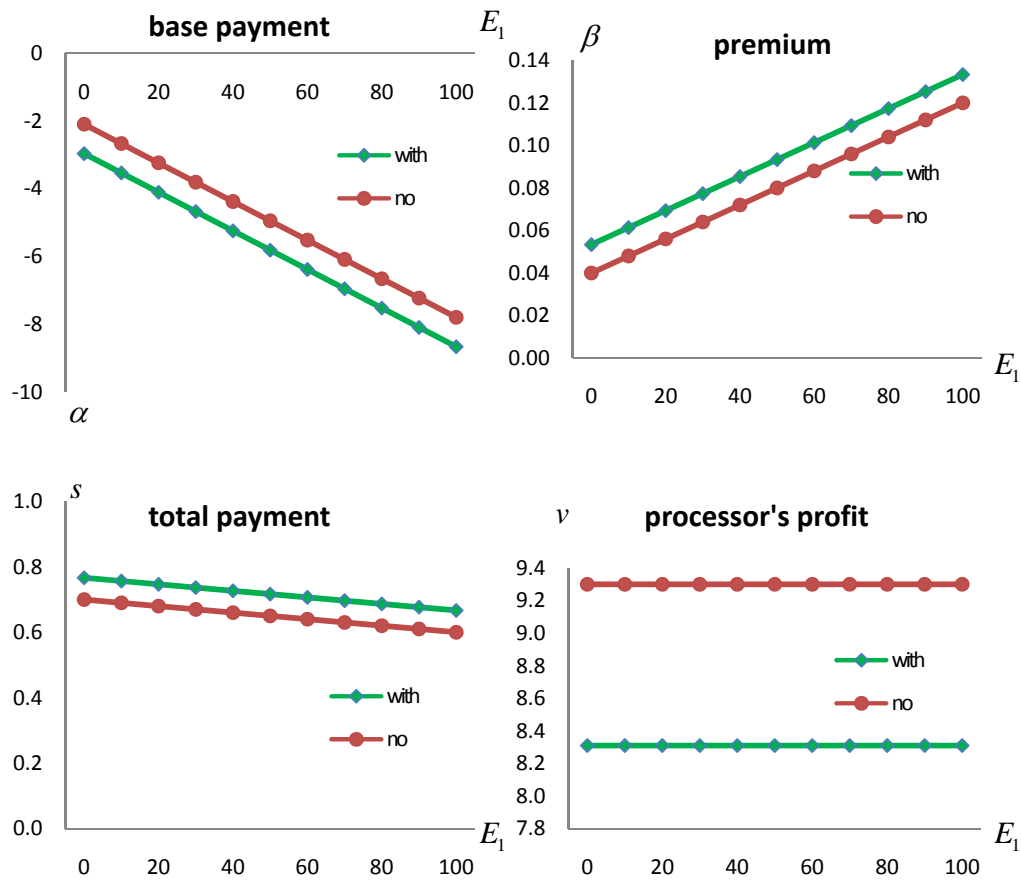 base payment
E1
0
0 20 40 60 80 100
-2
with
-4
no
-6
-8
-10
α
β
premium
0.14
0.12
0.10
with
0.08
no
0.06
0.04
0.02
0.00
E1
0 20 40 60 80 100
s
1.0
total payment
0.8
0.6
with
0.4
no
0.2
0.0
E1
0 20 40 60 80 100
v
processor's profit
9.4
9.2
9.0
with
8.8
no
8.6
8.4
8.2
8.0
7.8
E1
0 20 40 60 80 100